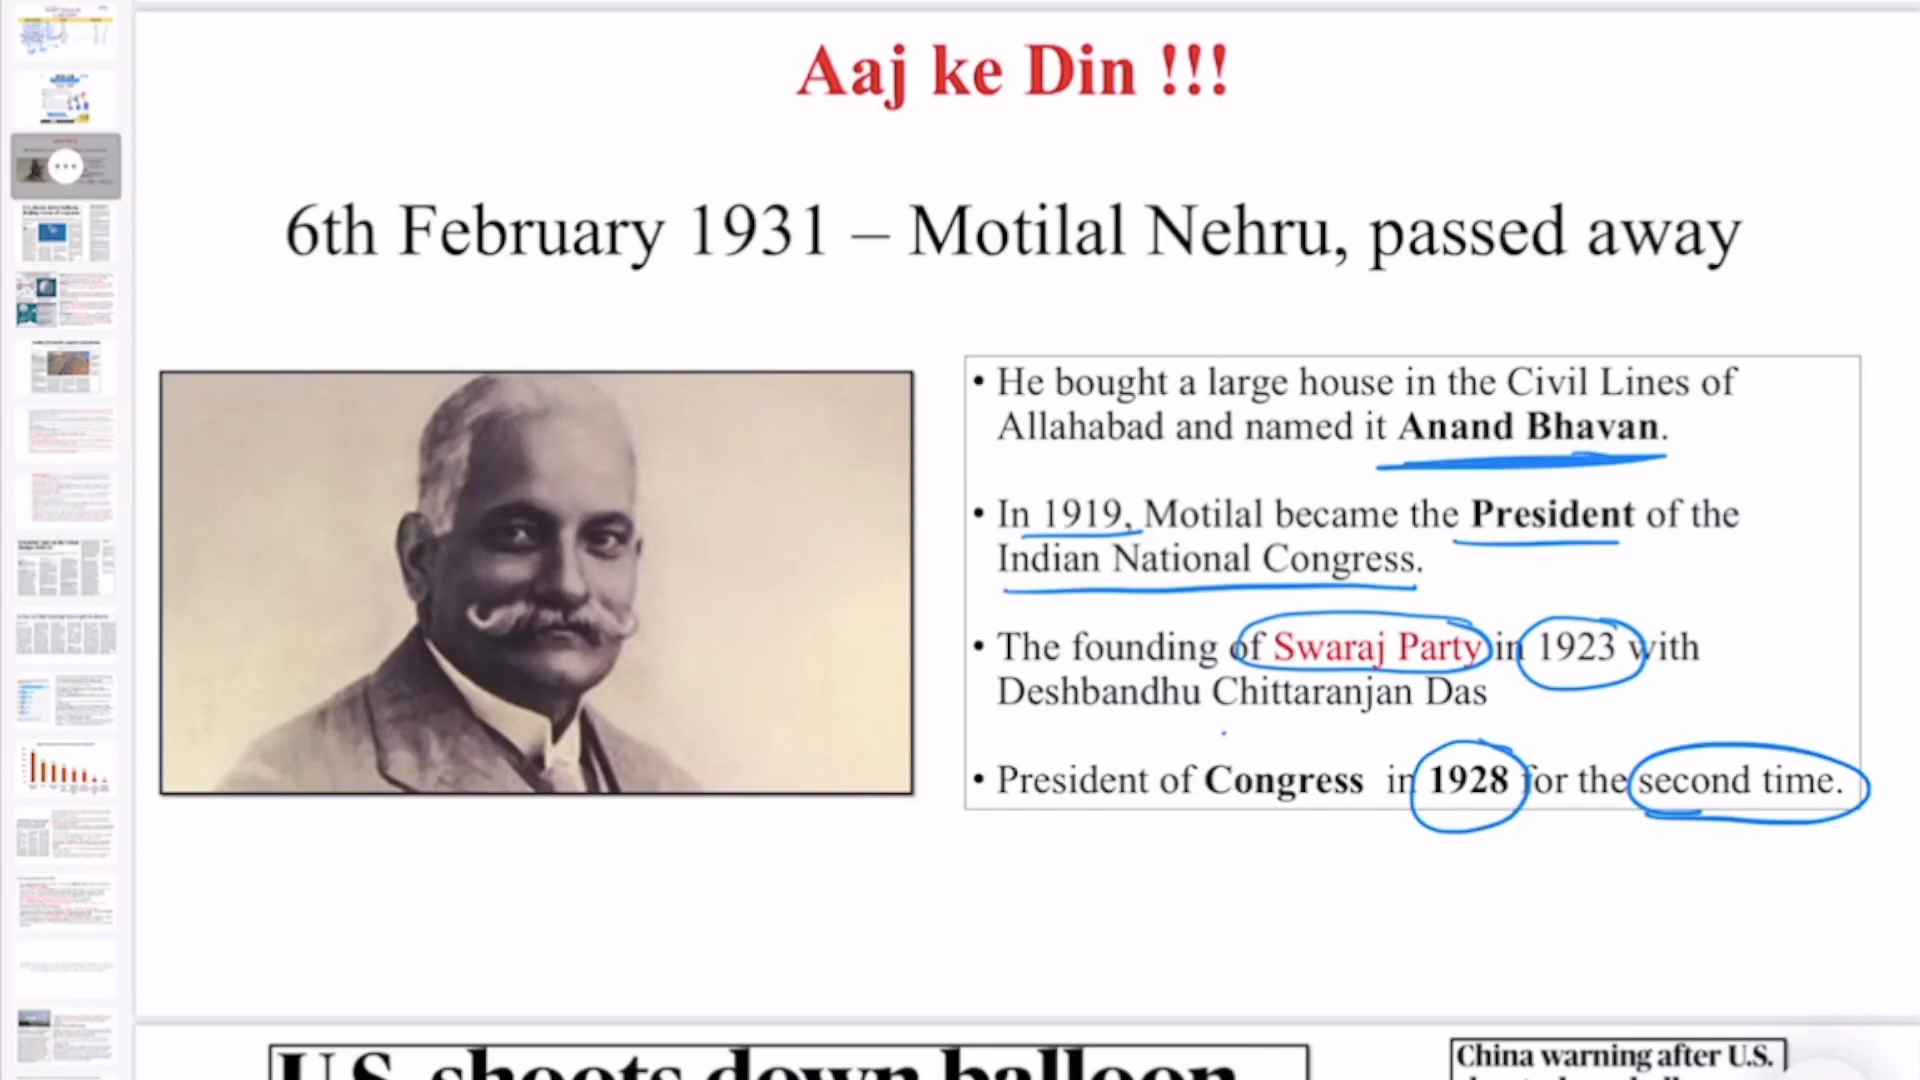 Aaj ke Din !!!
6th February 1931 – Motilal Nehru, passed away
• He bought a large house in the Civil Lines of
Allahabad and named it Anand Bhavan.
• In 1919, Motilal became the President of the
Indian National Congress.
• The founding of Swaraj Party in 1923 with
Deshbandhu Chittaranjan Das
• President of Congress in 1928 for the second time.
U.S. shoots down balloon
China warning after U.S.